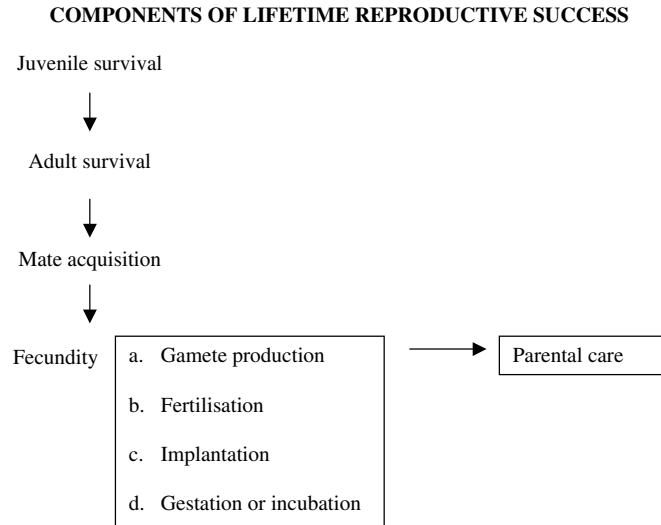 COMPONENTS OF LIFETIME REPRODUCTIVE SUCCESS
Juvenile survival
Adult survival
Mate acquisition
Fecundity
a. Gamete production
b. Fertilisation
c. Implantation
d. Gestation or incubation
Parental care